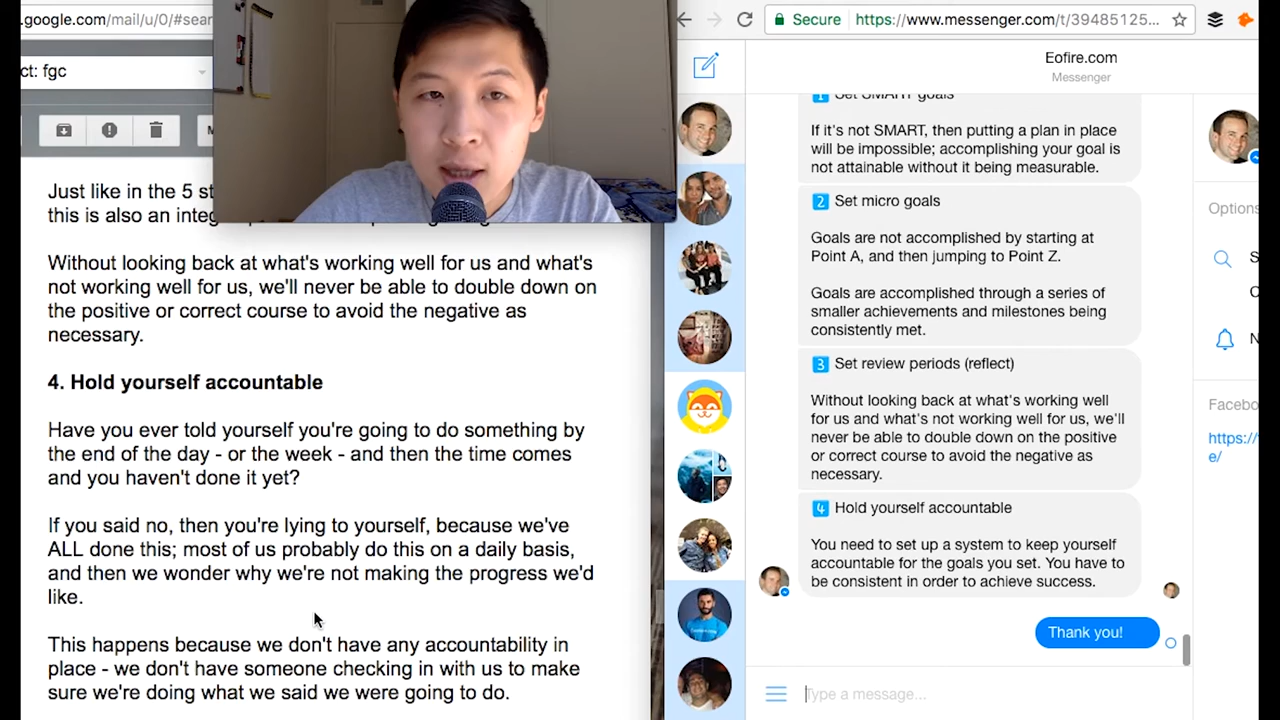 .google.com/mail/u/0/#sear
ct: fgc
Just like in the 5 st
this is also an integ
Without looking back at what's working well for us and what's
not working well for us, we'll never be able to double down on
the positive or correct course to avoid the negative as
necessary.
4. Hold yourself accountable
Have you ever told yourself you're going to do something by
the end of the day - or the week - and then the time comes
and you haven't done it yet?
If you said no, then you're lying to yourself, because we've
ALL done this; most of us probably do this on a daily basis,
and then we wonder why we're not making the progress we'd
like.
This happens because we don't have any accountability in
place - we don't have someone checking in with us to make
sure we're doing what we said we were going to do.
Secure https://www.messenger.com/t/39485125...
Eofire.com
Messenger
1 Set SMART goals
If it's not SMART, then putting a plan in place
will be impossible; accomplishing your goal is
not attainable without it being measurable.
2 Set micro goals
Goals are not accomplished by starting at
Point A, and then jumping to Point Z.
Goals are accomplished through a series of
smaller achievements and milestones being
consistently met.
3 Set review periods (reflect)
Without looking back at what's working well
for us and what's not working well for us, we'll
never be able to double down on the positive
or correct course to avoid the negative as
necessary.
4 Hold yourself accountable
You need to set up a system to keep yourself
accountable for the goals you set. You have to
be consistent in order to achieve success.
Thank you!
Type a message...
Options
S
C
N
Facebo
https://
e/